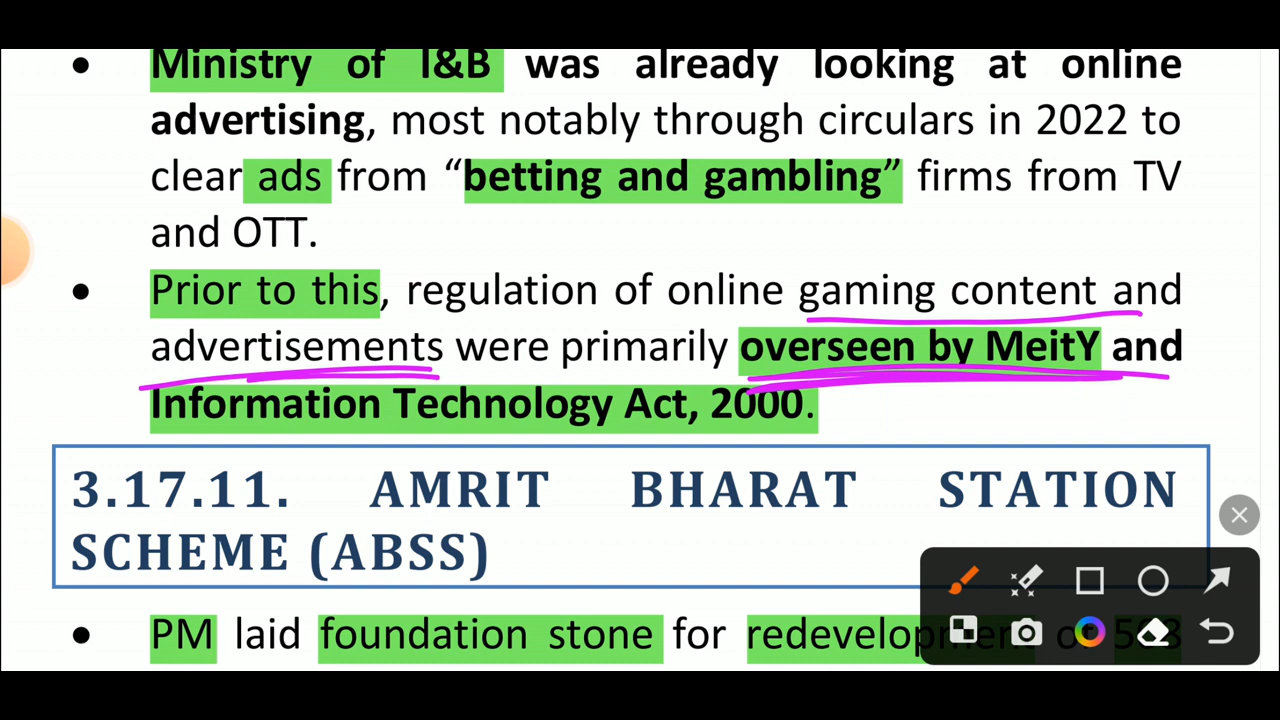 • Ministry of I&B was already looking at online
advertising, most notably through circulars in 2022 to
clear ads from “betting and gambling” firms from TV
and OTT.
• Prior to this, regulation of online gaming content and
advertisements were primarily overseen by MeitY and
Information Technology Act, 2000.
3.17.11. AMRIT BHARAT STATION
SCHEME (ABSS)
• PM laid foundation stone for redevelopment of